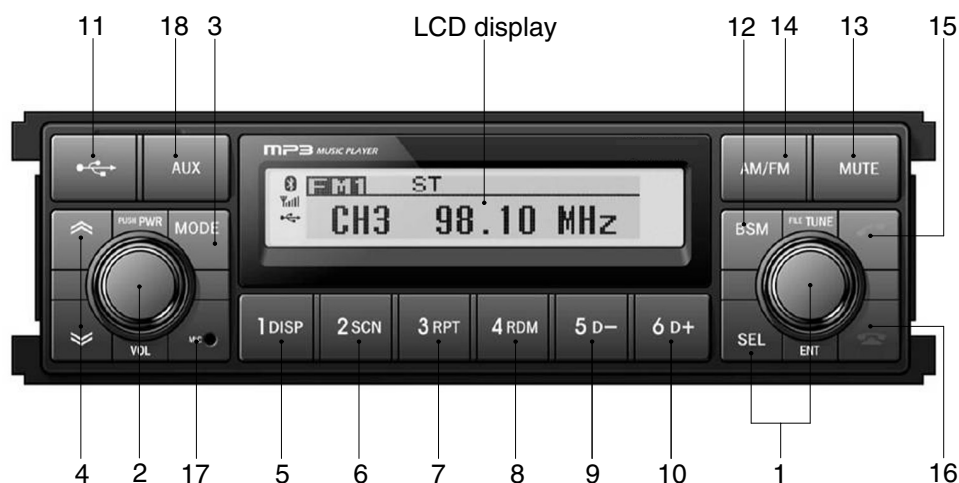 11 18 3 LCD display 12 14 13 15
MP3 MUSIC PLAYER
AUX
AM/FM
MUTE
FM1 ST
CH3 98.10 MHz
PUSH PWR
MODE
BSM
FILE TUNE
1 DISP
2 SCN
3 RPT
4 RDM
5 D−
6 D+
VOL
SEL
ENT
4 2 17 5 6 7 8 9 10 1 16